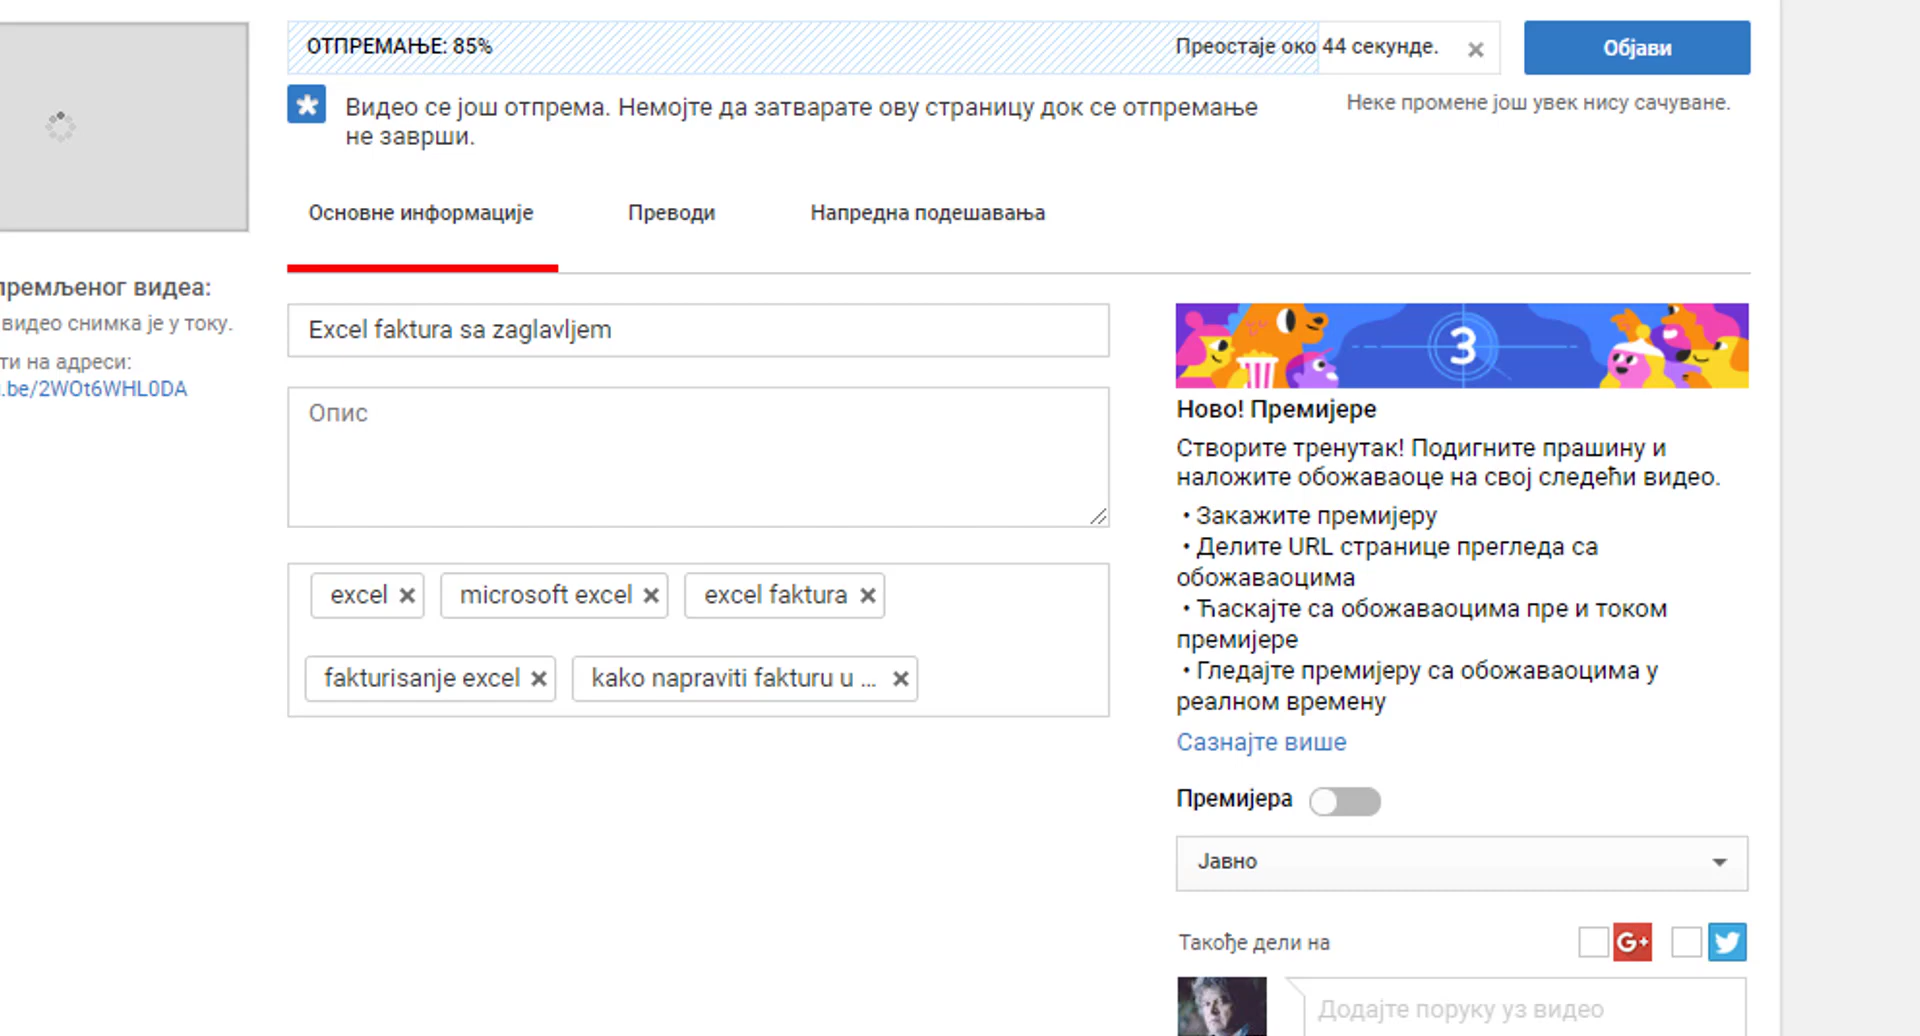 ОТПРЕМАЊЕ: 85%
Преостаје око 44 секунде.
Објави
Видео се још отпрема. Немојте да затварате ову страницу док се отпремање
не заврши.
Неке промене још увек нису сачуване.
Основне информације
Преводи
Напредна подешавања
премљеног видеа:
видео снимка је у току.
ти на адреси:
.be/2WOt6WHL0DA
Excel faktura sa zaglavljem
Опис
excel
microsoft excel
excel faktura
fakturisanje excel
kako napraviti fakturu u ...
3
Ново! Премијере
Створите тренутак! Подигните прашину и
наложите обожаваоце на свој следећи видео.
• Закажите премијеру
• Делите URL странице прегледа са
обожаваоцима
• Ћаскајте са обожаваоцима пре и током
премијере
• Гледајте премијеру са обожаваоцима у
реалном времену
Сазнајте више
Премијера
Јавно
Такође дели на
G+
Додајте поруку уз видео